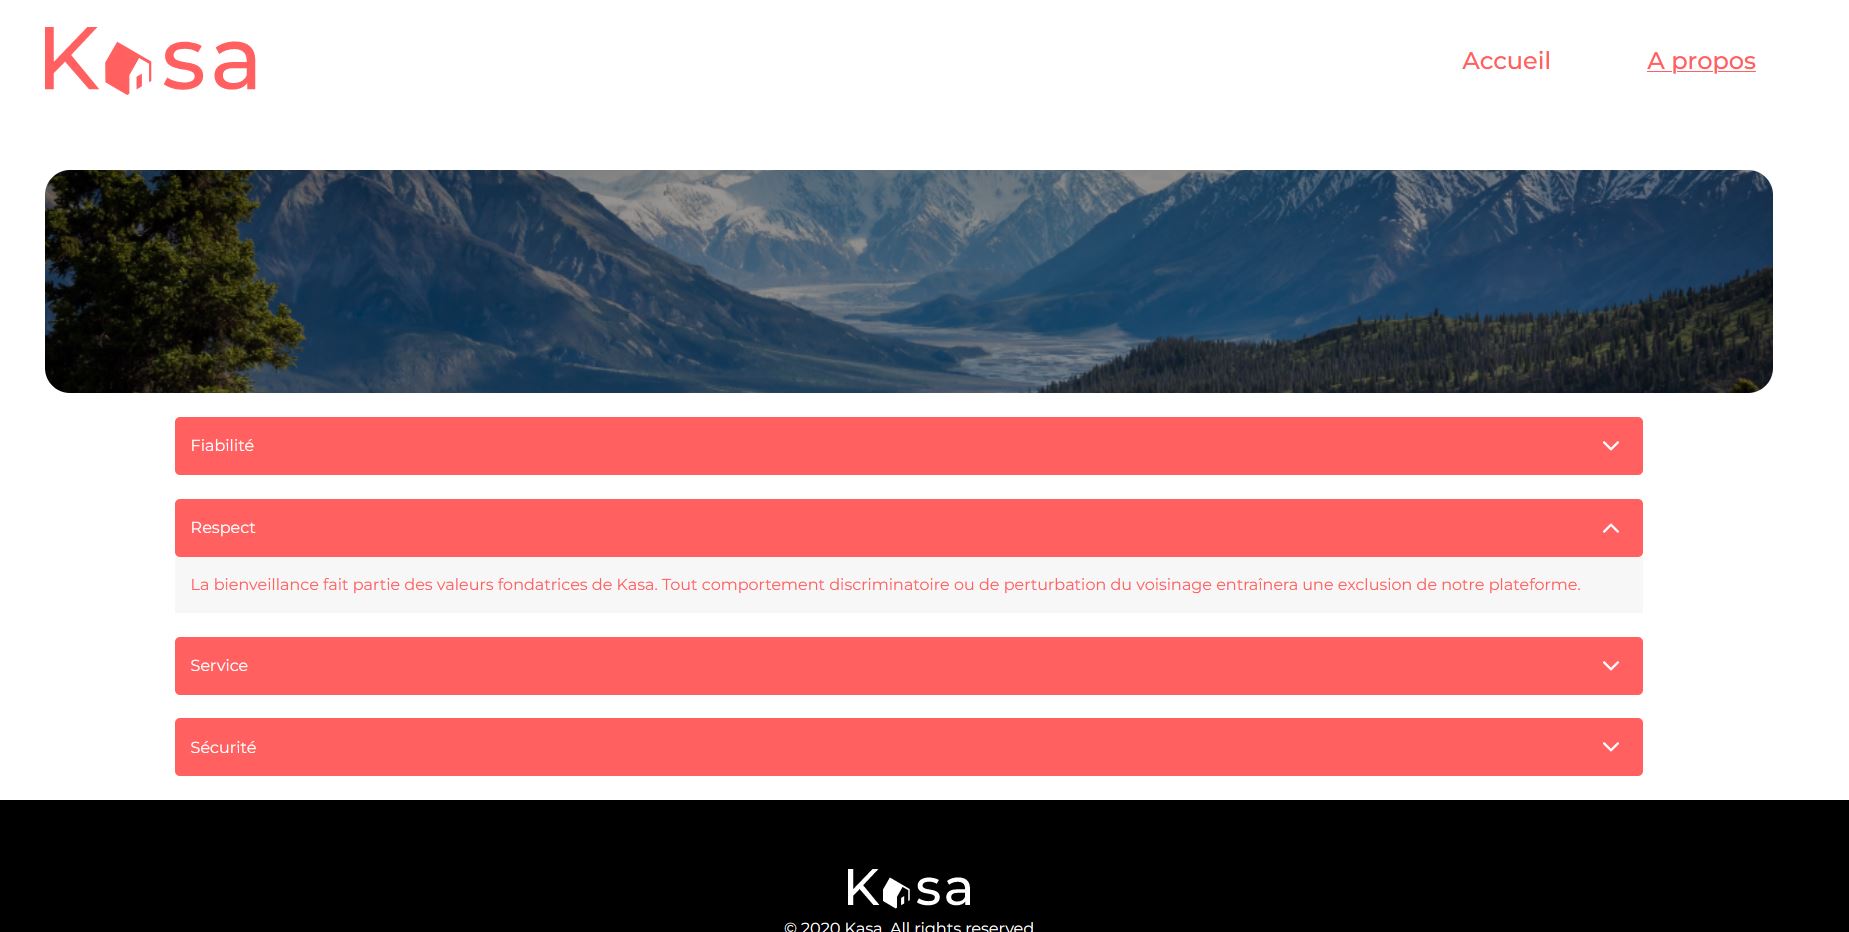 Kasa
Accueil
A propos
Fiabilité
Respect
La bienveillance fait partie des valeurs fondatrices de Kasa. Tout comportement discriminatoire ou de perturbation du voisinage entraînera une exclusion de notre plateforme.
Service
Sécurité
Kasa
© 2020 Kasa. All rights reserved